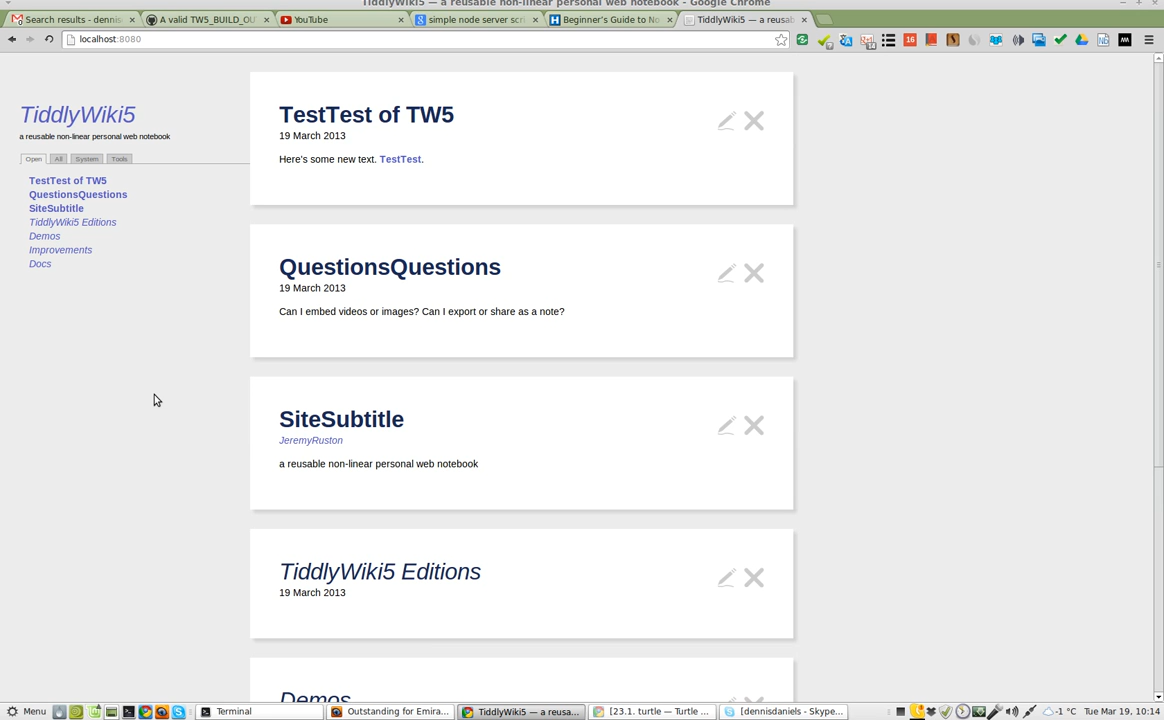 TiddlyWiki5 — a reusable non-linear personal web notebook - Google Chrome
Search results - dennis
A valid TW5_BUILD_OU
YouTube
simple node server scri
Beginner's Guide to No
TiddlyWiki5 — a reusab
localhost:8080
16
14
TiddlyWiki5
a reusable non-linear personal web notebook
Open All System Tools
TestTest of TW5
QuestionsQuestions
SiteSubtitle
TiddlyWiki5 Editions
Demos
Improvements
Docs
TestTest of TW5
19 March 2013
Here's some new text. TestTest.
QuestionsQuestions
19 March 2013
Can I embed videos or images? Can I export or share as a note?
SiteSubtitle
JeremyRuston
a reusable non-linear personal web notebook
TiddlyWiki5 Editions
19 March 2013
Demos
Menu
Terminal
Outstanding for Emira...
TiddlyWiki5 — a reusa...
[23.1. turtle — Turtle ...
[dennisdaniels - Skype...
-1 °C
Tue Mar 19, 10:14